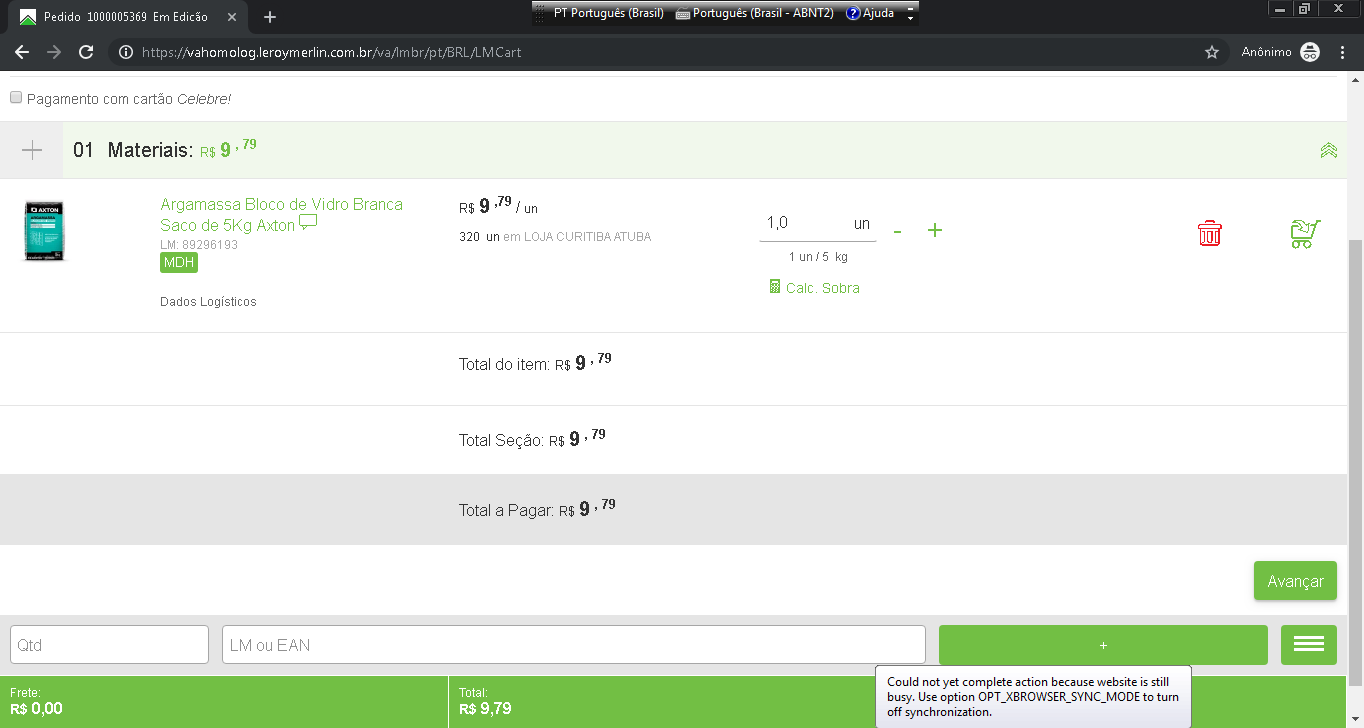 Pedido 1000005369 Em Edicão
PT Português (Brasil) Português (Brasil - ABNT2) Ajuda
https://vahomolog.leroymerlin.com.br/va/lmbr/pt/BRL/LMCart
Anônimo
Pagamento com cartão Celebre!
01 Materiais: R$ 9 , 79
AXTON
Argamassa Bloco de Vidro Branca
Saco de 5Kg Axton
LM: 89296193
MDH
Dados Logísticos
R$ 9 ,79 / un
320 un em LOJA CURITIBA ATUBA
1,0 un - +
1 un / 5 kg
Calc. Sobra
Total do item: R$ 9 , 79
Total Seção: R$ 9 , 79
Total a Pagar: R$ 9 , 79
Avançar
Qtd
LM ou EAN
+
Frete:
R$ 0,00
Total:
R$ 9,79
Could not yet complete action because website is still
busy. Use option OPT_XBROWSER_SYNC_MODE to turn
off synchronization.